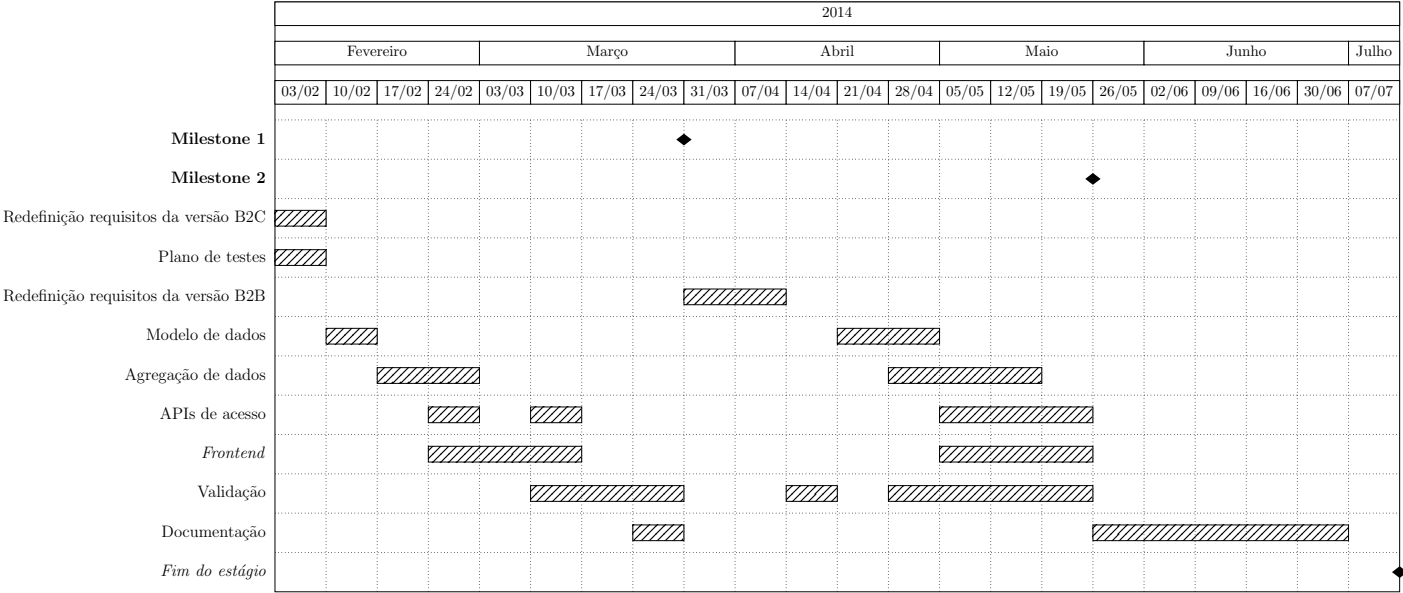 2014
Fevereiro Março Abril Maio Junho Julho
03/02 10/02 17/02 24/02 03/03 10/03 17/03 24/03 31/03 07/04 14/04 21/04 28/04 05/05 12/05 19/05 26/05 02/06 09/06 16/06 30/06 07/07
Milestone 1
Milestone 2
Redefinição requisitos da versão B2C
Plano de testes
Redefinição requisitos da versão B2B
Modelo de dados
Agregação de dados
APIs de acesso
Frontend
Validação
Documentação
Fim do estágio